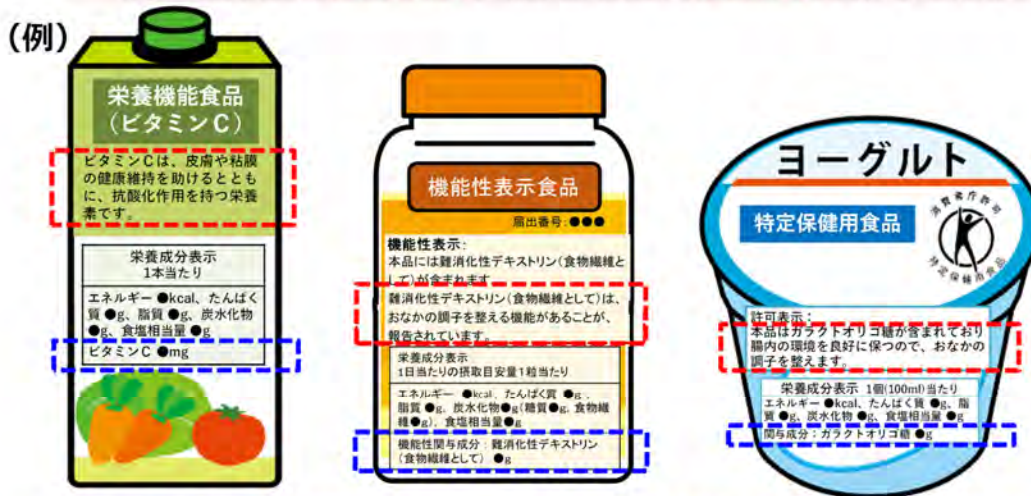 (例)
栄養機能食品
(ビタミンC)
ビタミンCは、皮膚や粘膜
の健康維持を助けるととも
に、抗酸化作用を持つ栄養
素です。
栄養成分表示
1本当たり
エネルギー ●kcal、たんぱく
質 ●g、脂質 ●g、炭水化物
●g、食塩相当量 ●g
ビタミンC ●mg
機能性表示食品
届出番号:●●●
機能性表示:
本品には難消化性デキストリン(食物繊維と
して)が含まれます
難消化性デキストリン(食物繊維として)は、
おなかの調子を整える機能があることが、
報告されています。
栄養成分表示
1日当たりの摂取目安量1粒当たり
エネルギー ●kcal、たんぱく質 ●g、
脂質 ●g、炭水化物●g(糖質●g、食物繊
維●g)、食塩相当量●g
機能性関与成分:難消化性デキストリン
(食物繊維として) ●g
ヨーグルト
特定保健用食品
消費者庁許可
特定保健用食品
許可表示:
本品はガラクトオリゴ糖が含まれており
腸内の環境を良好に保つので、おなかの
調子を整えます。
栄養成分表示 1個(100ml)当たり
エネルギー ●kcal、たんぱく質 ●g、脂
質 ●g、炭水化物 ●g、食塩相当量 ●g
関与成分:ガラクトオリゴ糖 ●g